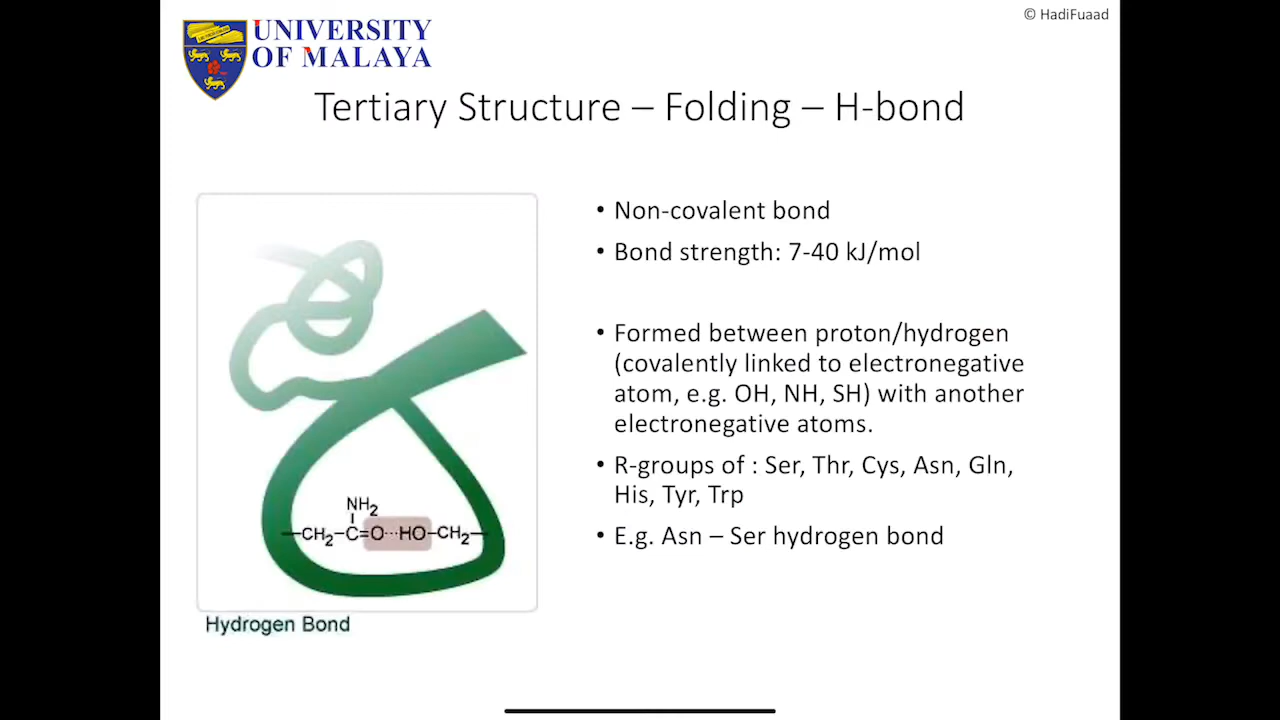 © HadiFuaad
UNIVERSITY
OF MALAYA
Tertiary Structure – Folding – H-bond
• Non-covalent bond
• Bond strength: 7-40 kJ/mol
• Formed between proton/hydrogen
(covalently linked to electronegative
atom, e.g. OH, NH, SH) with another
electronegative atoms.
• R-groups of : Ser, Thr, Cys, Asn, Gln,
His, Tyr, Trp
• E.g. Asn – Ser hydrogen bond
NH₂
–CH₂–C=O···HO–CH₂–
Hydrogen Bond